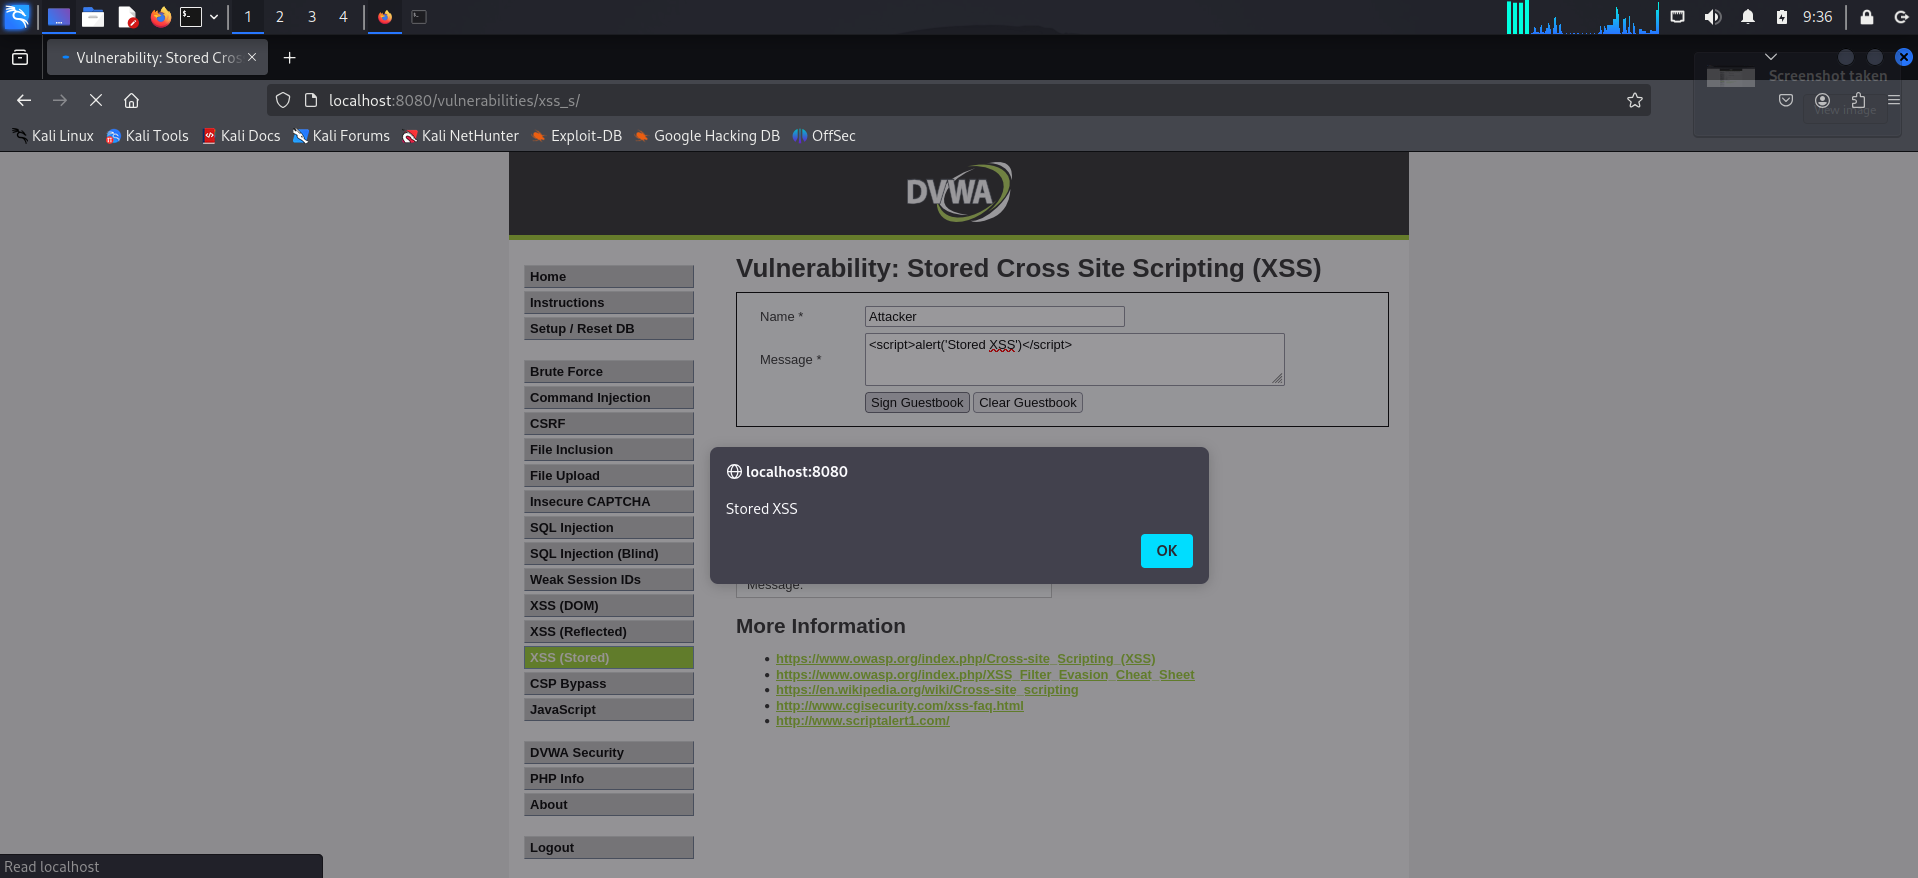 1 2 3 4 9:36
Vulnerability: Stored Cros
Screenshot taken
localhost:8080/vulnerabilities/xss_s/
View image
Kali Linux Kali Tools Kali Docs Kali Forums Kali NetHunter Exploit-DB Google Hacking DB OffSec
DVWA
Home
Instructions
Setup / Reset DB
Brute Force
Command Injection
CSRF
File Inclusion
File Upload
Insecure CAPTCHA
SQL Injection
SQL Injection (Blind)
Weak Session IDs
XSS (DOM)
XSS (Reflected)
XSS (Stored)
CSP Bypass
JavaScript
DVWA Security
PHP Info
About
Logout
Vulnerability: Stored Cross Site Scripting (XSS)
Name * Attacker
Message * <script>alert('Stored XSS')</script>
Sign Guestbook Clear Guestbook
localhost:8080
Stored XSS
OK
Message:
More Information
https://www.owasp.org/index.php/Cross-site_Scripting_(XSS)
https://www.owasp.org/index.php/XSS_Filter_Evasion_Cheat_Sheet
https://en.wikipedia.org/wiki/Cross-site_scripting
http://www.cgisecurity.com/xss-faq.html
http://www.scriptalert1.com/
Read localhost